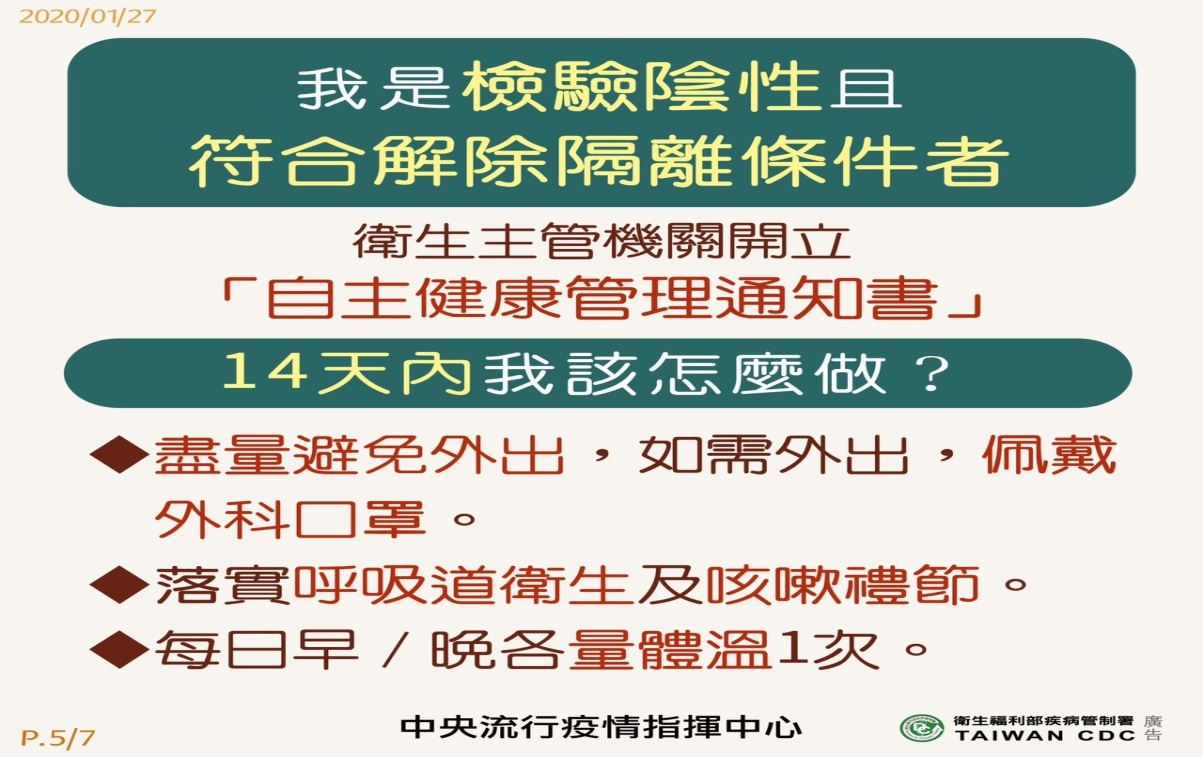 2020/01/27
我是檢驗陰性且
符合解除隔離條件者
衛生主管機關開立
「自主健康管理通知書」
14天內我該怎麼做？
◆盡量避免外出，如需外出，佩戴
外科口罩。
◆落實呼吸道衛生及咳嗽禮節。
◆每日早/晚各量體溫1次。
P.5/7
中央流行疫情指揮中心
衛生福利部疾病管制署
TAIWAN CDC
廣告